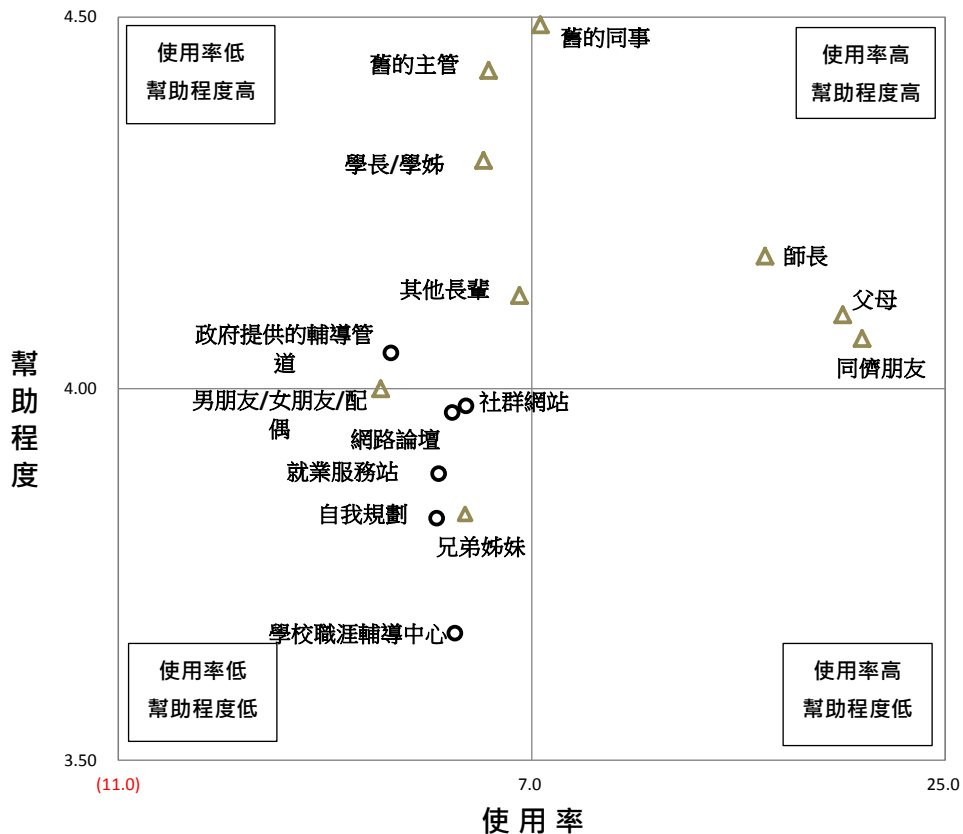 4.50
使用率低
幫助程度高
舊的主管
舊的同事
使用率高
幫助程度高
學長/學姊
師長
其他長輩
父母
政府提供的輔導管
道
同儕朋友
幫
助
程
度
4.00
男朋友/女朋友/配
偶
社群網站
網路論壇
就業服務站
自我規劃
兄弟姊妹
學校職涯輔導中心
使用率低
幫助程度低
使用率高
幫助程度低
3.50
(11.0)
7.0
25.0
使用率